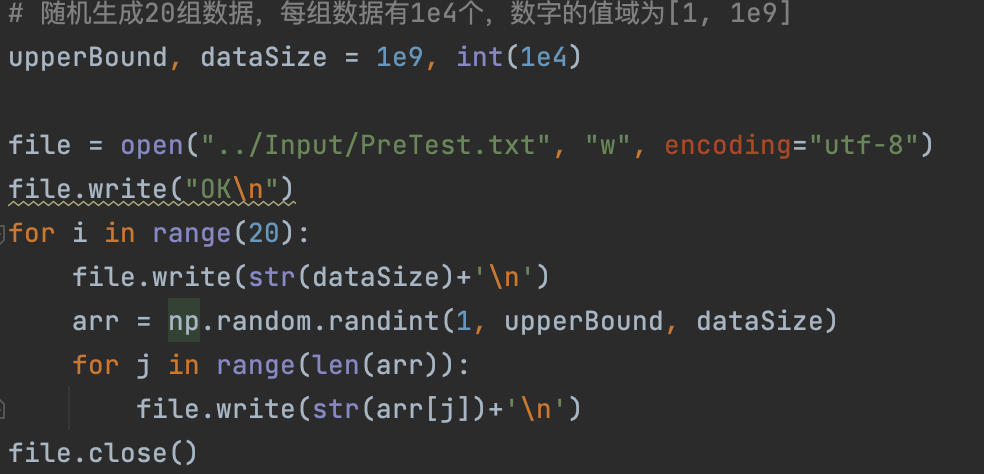 # 随机生成20组数据，每组数据有1e4个，数字的值域为[1, 1e9]
upperBound, dataSize = 1e9, int(1e4)
file = open("../Input/PreTest.txt", "w", encoding="utf-8")
file.write("OK\n")
for i in range(20):
    file.write(str(dataSize)+'\n')
    arr = np.random.randint(1, upperBound, dataSize)
    for j in range(len(arr)):
        file.write(str(arr[j])+'\n')
file.close()